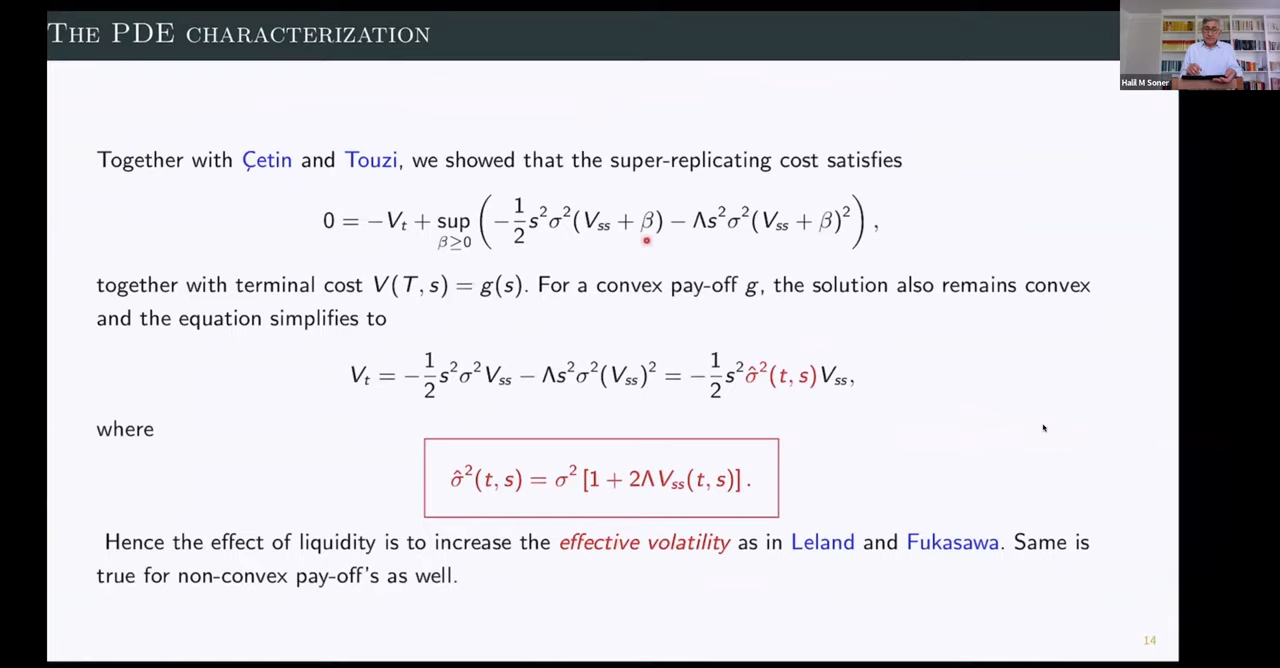 The PDE characterization
Halil M Soner
Together with Çetin and Touzi, we showed that the super-replicating cost satisfies
0 = −V_t + sup_{β≥0} ( −½ s²σ²(V_ss + β) − Λs²σ²(V_ss + β)² ) ,
together with terminal cost V(T, s) = g(s). For a convex pay-off g, the solution also remains convex
and the equation simplifies to
V_t = −½ s²σ²V_ss − Λs²σ²(V_ss)² = −½ s²σ̂²(t, s)V_ss,
where
σ̂²(t, s) = σ² [1 + 2ΛV_ss(t, s)] .
Hence the effect of liquidity is to increase the effective volatility as in Leland and Fukasawa. Same is
true for non-convex pay-off's as well.
14